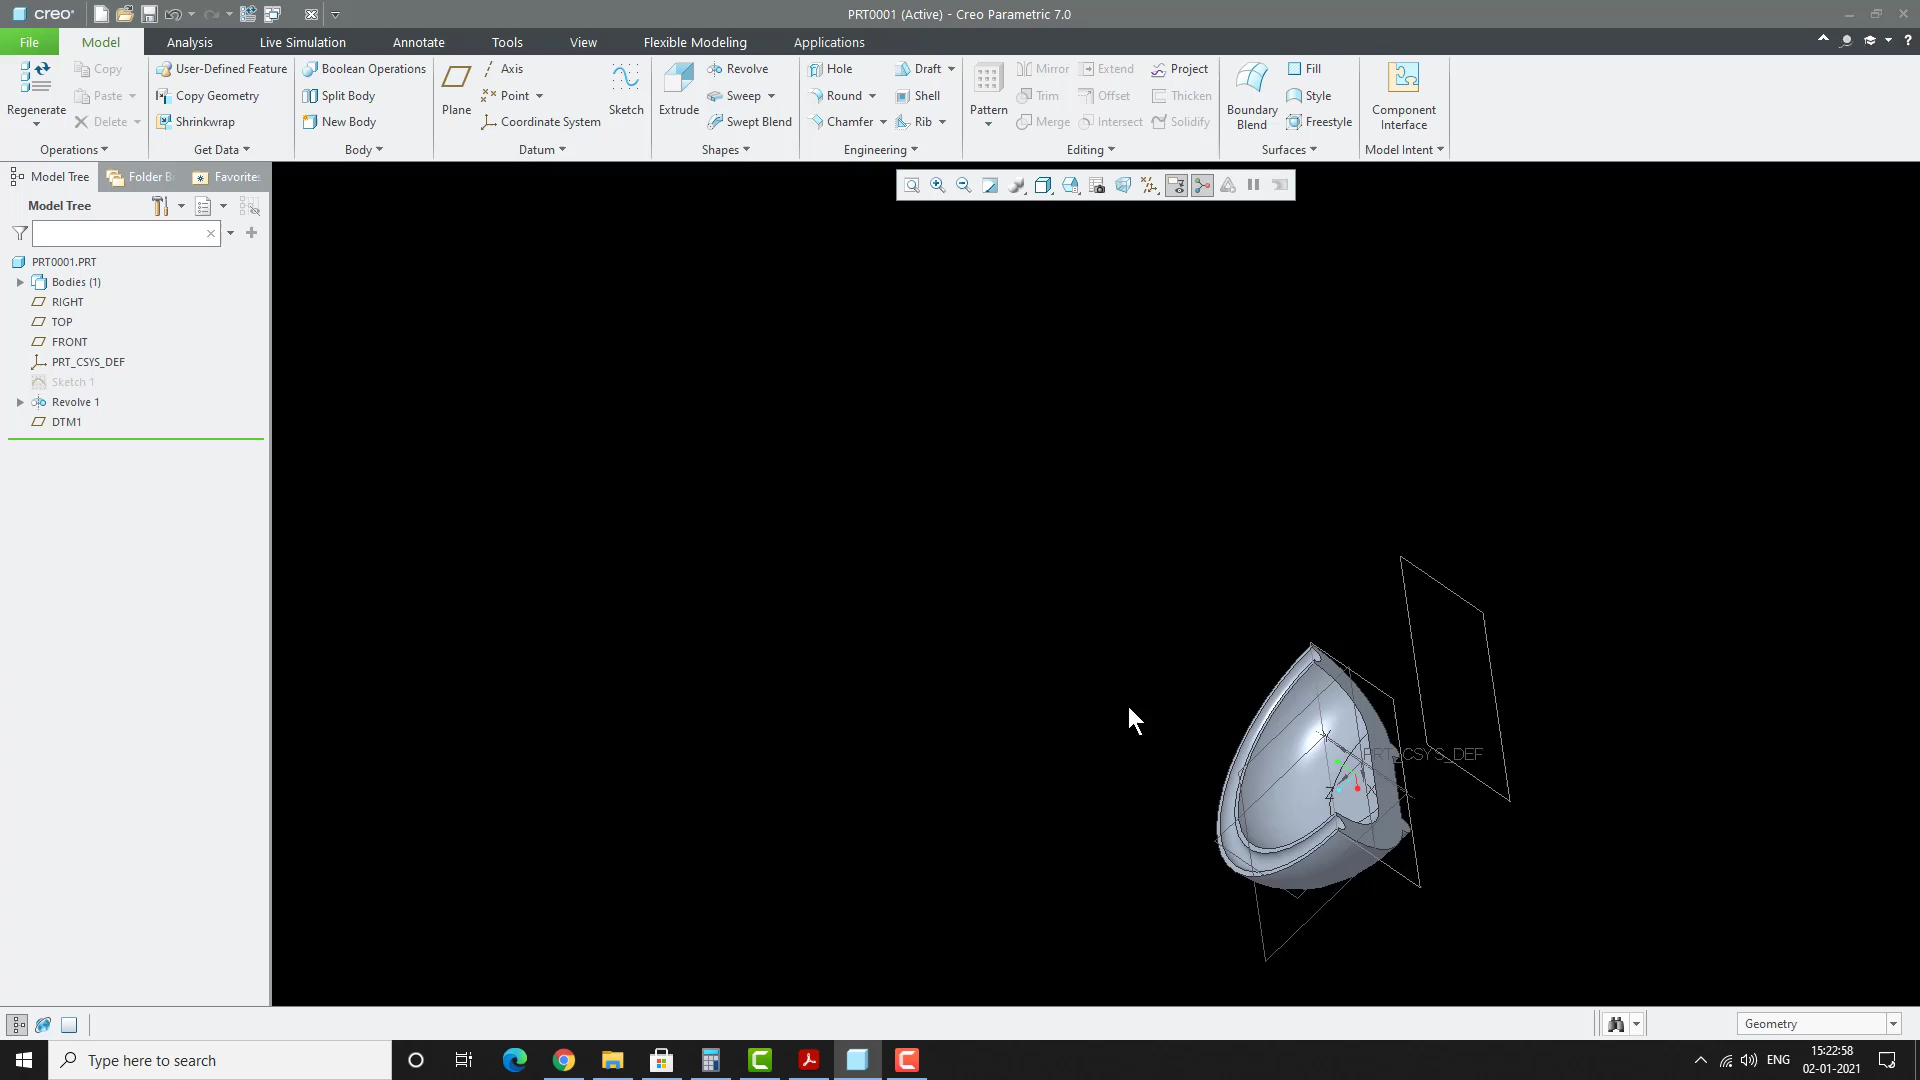 creo
PRT0001 (Active) - Creo Parametric 7.0
File Model Analysis Live Simulation Annotate Tools View Flexible Modeling Applications
Regenerate
Copy
Paste
Delete
Operations
User-Defined Feature
Copy Geometry
Shrinkwrap
Get Data
Boolean Operations
Split Body
New Body
Body
Plane
Axis
Point
Coordinate System
Sketch
Datum
Extrude
Revolve
Sweep
Swept Blend
Shapes
Hole
Round
Chamfer
Draft
Shell
Rib
Engineering
Pattern
Mirror
Trim
Merge
Extend
Offset
Intersect
Project
Thicken
Solidify
Editing
Boundary
Blend
Fill
Style
Freestyle
Surfaces
Component
Interface
Model Intent
Model Tree
Folder B
Favorites
Model Tree
PRT0001.PRT
Bodies (1)
RIGHT
TOP
FRONT
PRT_CSYS_DEF
Sketch 1
Revolve 1
DTM1
Y
PRT_CSYS_DEF
Z
X
Geometry
Type here to search
ENG
15:22:58
02-01-2021